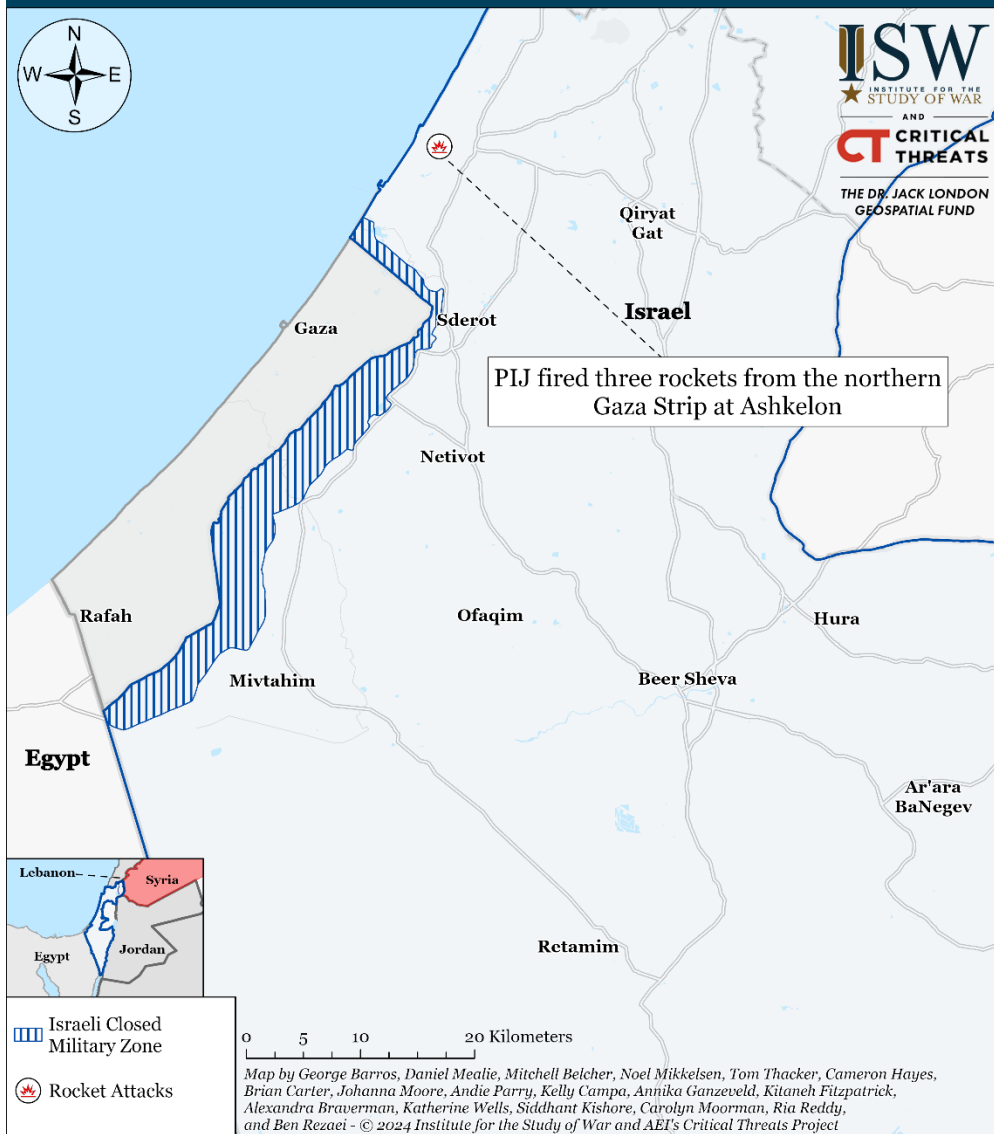 N
W
E
S
ISW
INSTITUTE FOR THE
STUDY OF WAR
AND
CT CRITICAL
THREATS
THE DR. JACK LONDON
GEOSPATIAL FUND
Qiryat
Gat
Israel
Gaza
Sderot
PIJ fired three rockets from the northern
Gaza Strip at Ashkelon
Netivot
Rafah
Ofaqim
Hura
Mivtahim
Beer Sheva
Egypt
Ar'ara
BaNegev
Lebanon
Syria
Egypt
Jordan
Retamim
Israeli Closed
Military Zone
Rocket Attacks
0 5 10 20 Kilometers
Map by George Barros, Daniel Mealie, Mitchell Belcher, Noel Mikkelsen, Tom Thacker, Cameron Hayes,
Brian Carter, Johanna Moore, Andie Parry, Kelly Campa, Annika Ganzeveld, Kitaneh Fitzpatrick,
Alexandra Braverman, Katherine Wells, Siddhant Kishore, Carolyn Moorman, Ria Reddy,
and Ben Rezaei - © 2024 Institute for the Study of War and AEI's Critical Threats Project